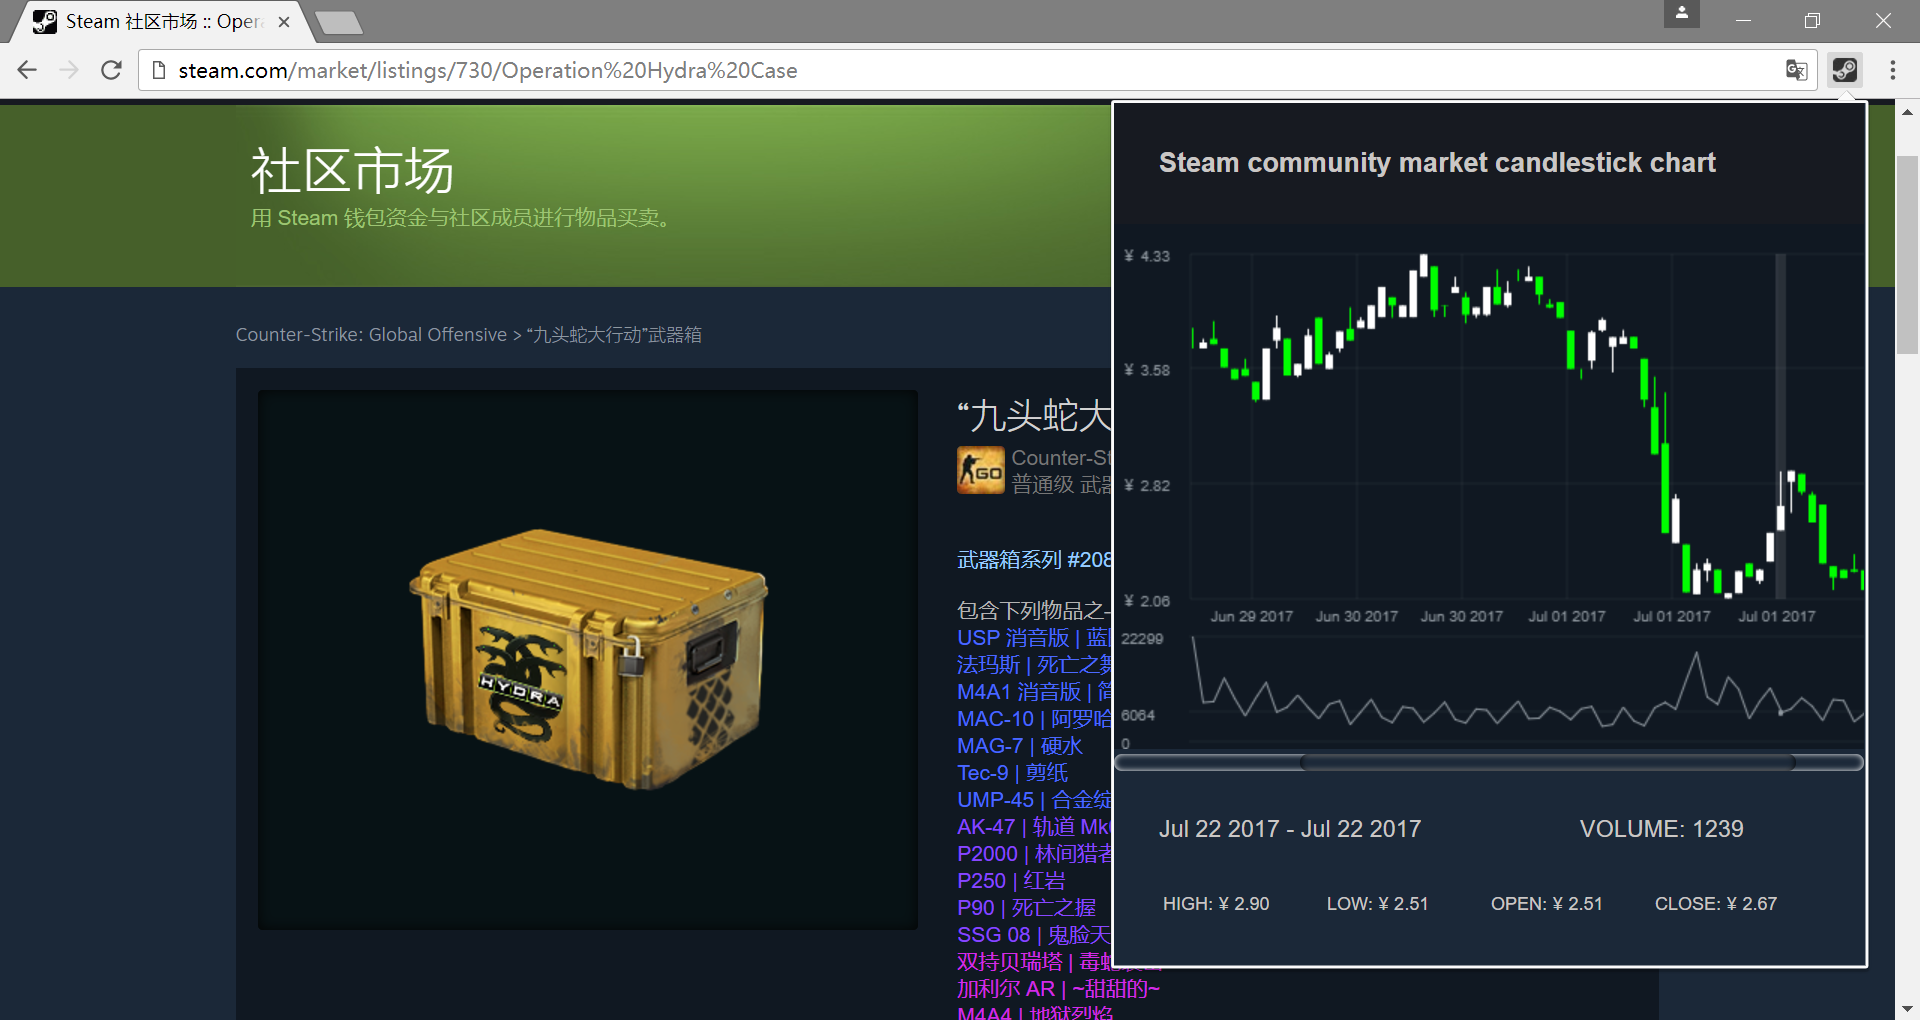 Steam 社区市场 :: Oper
steam.com/market/listings/730/Operation%20Hydra%20Case
社区市场
用 Steam 钱包资金与社区成员进行物品买卖。
Counter-Strike: Global Offensive > “九头蛇大行动”武器箱
HYDRA
“九头蛇大
GO
Counter-St
普通级 武器
武器箱系列 #208
包含下列物品之一
USP 消音版 | 蓝
法玛斯 | 死亡之舞
M4A1 消音版 | 简
MAC-10 | 阿罗哈
MAG-7 | 硬水
Tec-9 | 剪纸
UMP-45 | 合金绽
AK-47 | 轨道 Mk
P2000 | 林间猎者
P250 | 红岩
P90 | 死亡之握
SSG 08 | 鬼脸天
双持贝瑞塔 | 毒蛇
加利尔 AR | ~甜甜的~
M4A4 | 地狱烈焰
Steam community market candlestick chart
¥ 4.33
¥ 3.58
¥ 2.82
¥ 2.06
Jun 29 2017 Jun 30 2017 Jun 30 2017 Jul 01 2017 Jul 01 2017 Jul 01 2017
22299
6064
0
Jul 22 2017 - Jul 22 2017 VOLUME: 1239
HIGH: ¥ 2.90 LOW: ¥ 2.51 OPEN: ¥ 2.51 CLOSE: ¥ 2.67